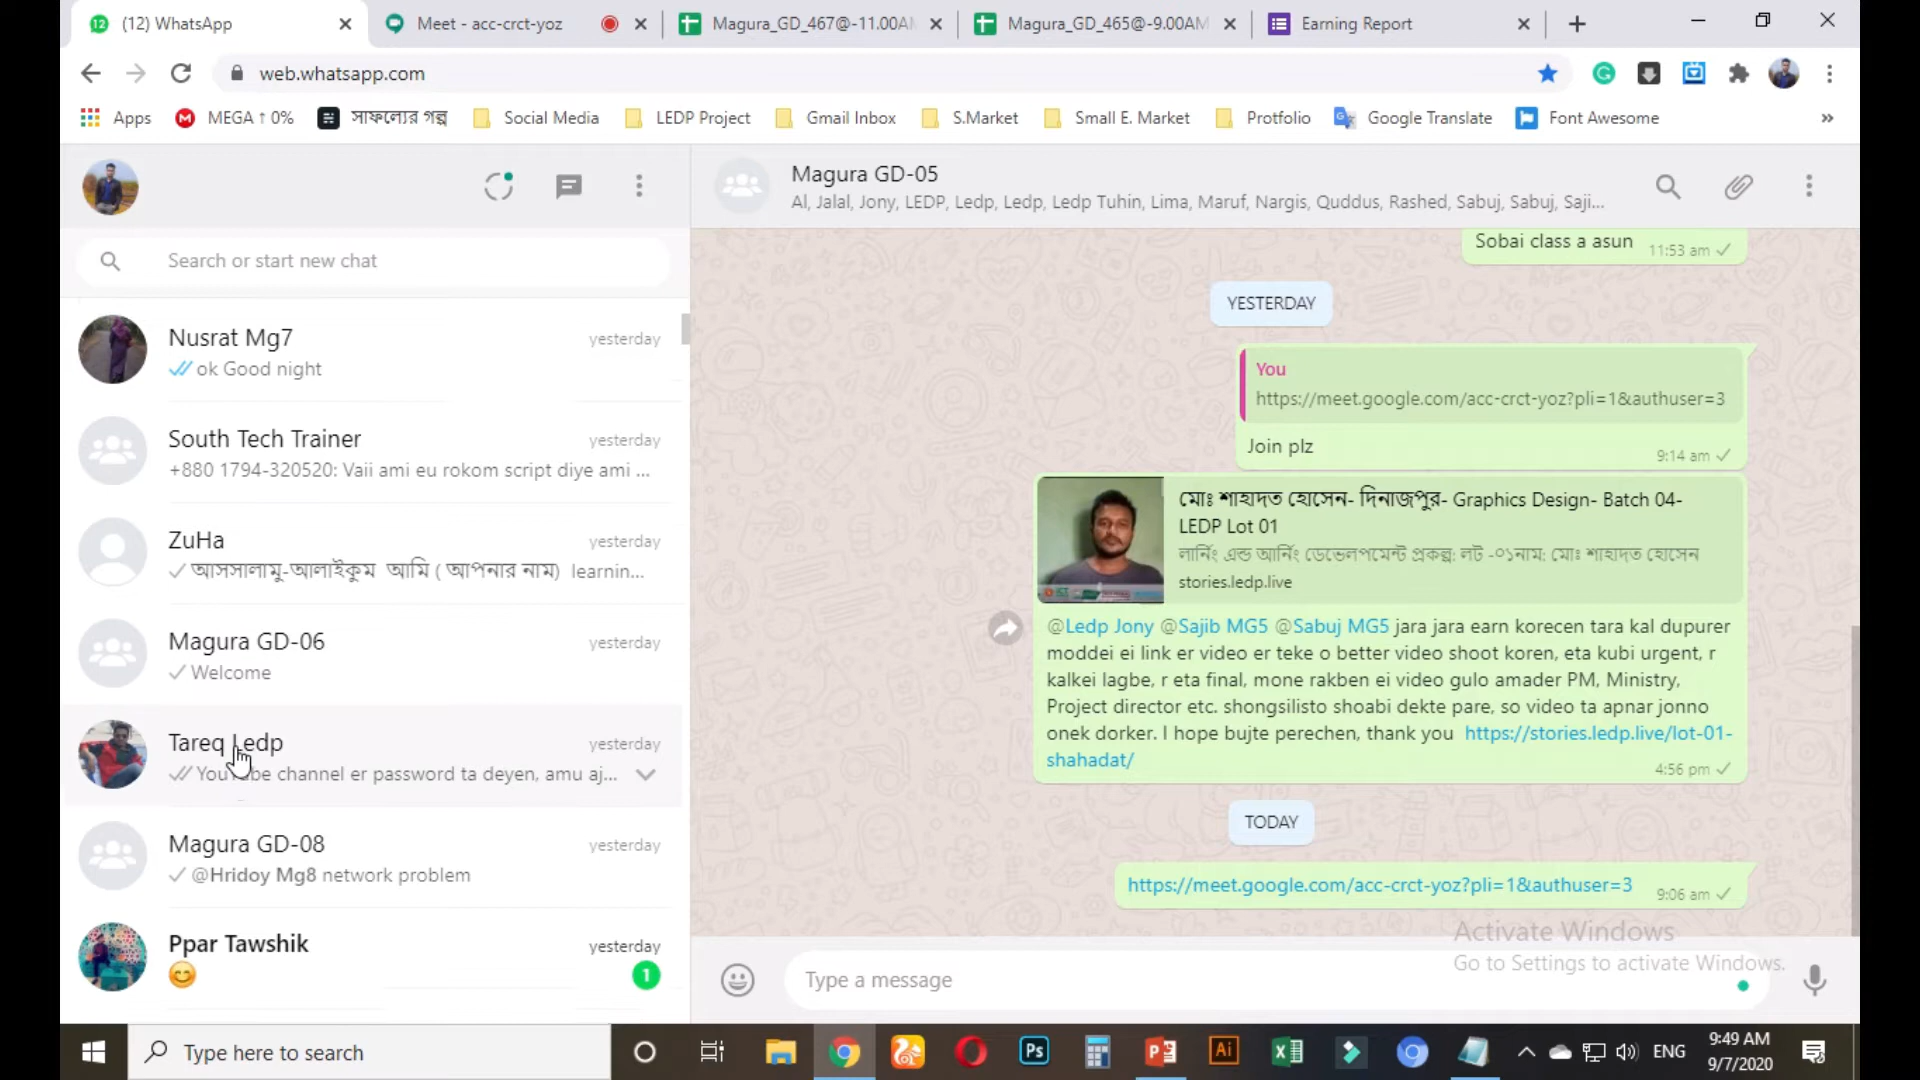 (12) WhatsApp
Meet - acc-crct-yoz
Magura_GD_467@-11.00AM
Magura_GD_465@-9.00AM
Earning Report
web.whatsapp.com
Apps
MEGA ↑ 0%
সাফল্যের গল্প
Social Media
LEDP Project
Gmail Inbox
S.Market
Small E. Market
Protfolio
Google Translate
Font Awesome
Search or start new chat
Nusrat Mg7
yesterday
ok Good night
South Tech Trainer
yesterday
+880 1794-320520: Vaii ami eu rokom script diye ami ...
ZuHa
yesterday
আসসালামু-আলাইকুম আমি ( আপনার নাম) learnin...
Magura GD-06
yesterday
Welcome
Tareq Ledp
yesterday
YouTube channel er password ta deyen, amu aj...
Magura GD-08
yesterday
@Hridoy Mg8 network problem
Ppar Tawshik
yesterday
1
Magura GD-05
Al, Jalal, Jony, LEDP, Ledp, Ledp, Ledp Tuhin, Lima, Maruf, Nargis, Quddus, Rashed, Sabuj, Sabuj, Saji...
Sobai class a asun
11:53 am
YESTERDAY
You
https://meet.google.com/acc-crct-yoz?pli=1&authuser=3
Join plz
9:14 am
মোঃ শাহাদত হোসেন- দিনাজপুর- Graphics Design- Batch 04-
LEDP Lot 01
লার্নিং এন্ড আর্নিং ডেভেলপমেন্ট প্রকল্প: লট -০১নাম: মোঃ শাহাদত হোসেন
stories.ledp.live
@Ledp Jony @Sajib MG5 @Sabuj MG5 jara jara earn korecen tara kal dupurer
moddei ei link er video er teke o better video shoot koren, eta kubi urgent, r
kalkei lagbe, r eta final, mone rakben ei video gulo amader PM, Ministry,
Project director etc. shongsilisto shoabi dekte pare, so video ta apnar jonno
onek dorker. I hope bujte perechen, thank you https://stories.ledp.live/lot-01-
shahadat/
4:56 pm
TODAY
https://meet.google.com/acc-crct-yoz?pli=1&authuser=3
9:06 am
Activate Windows
Go to Settings to activate Windows.
Type a message
Type here to search
Ps
Ai
ENG
9:49 AM
9/7/2020